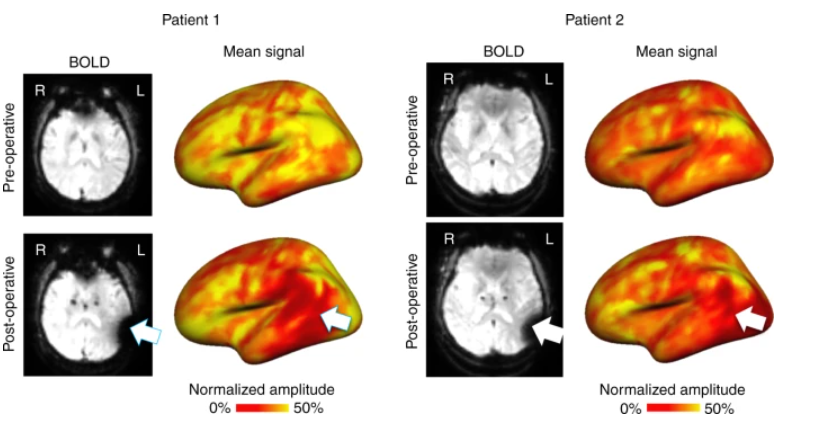 Patient 1
Patient 2
BOLD
Mean signal
BOLD
Mean signal
Pre-operative
R L
Pre-operative
R L
Post-operative
R L
Post-operative
R L
Normalized amplitude
0% 50%
Normalized amplitude
0% 50%